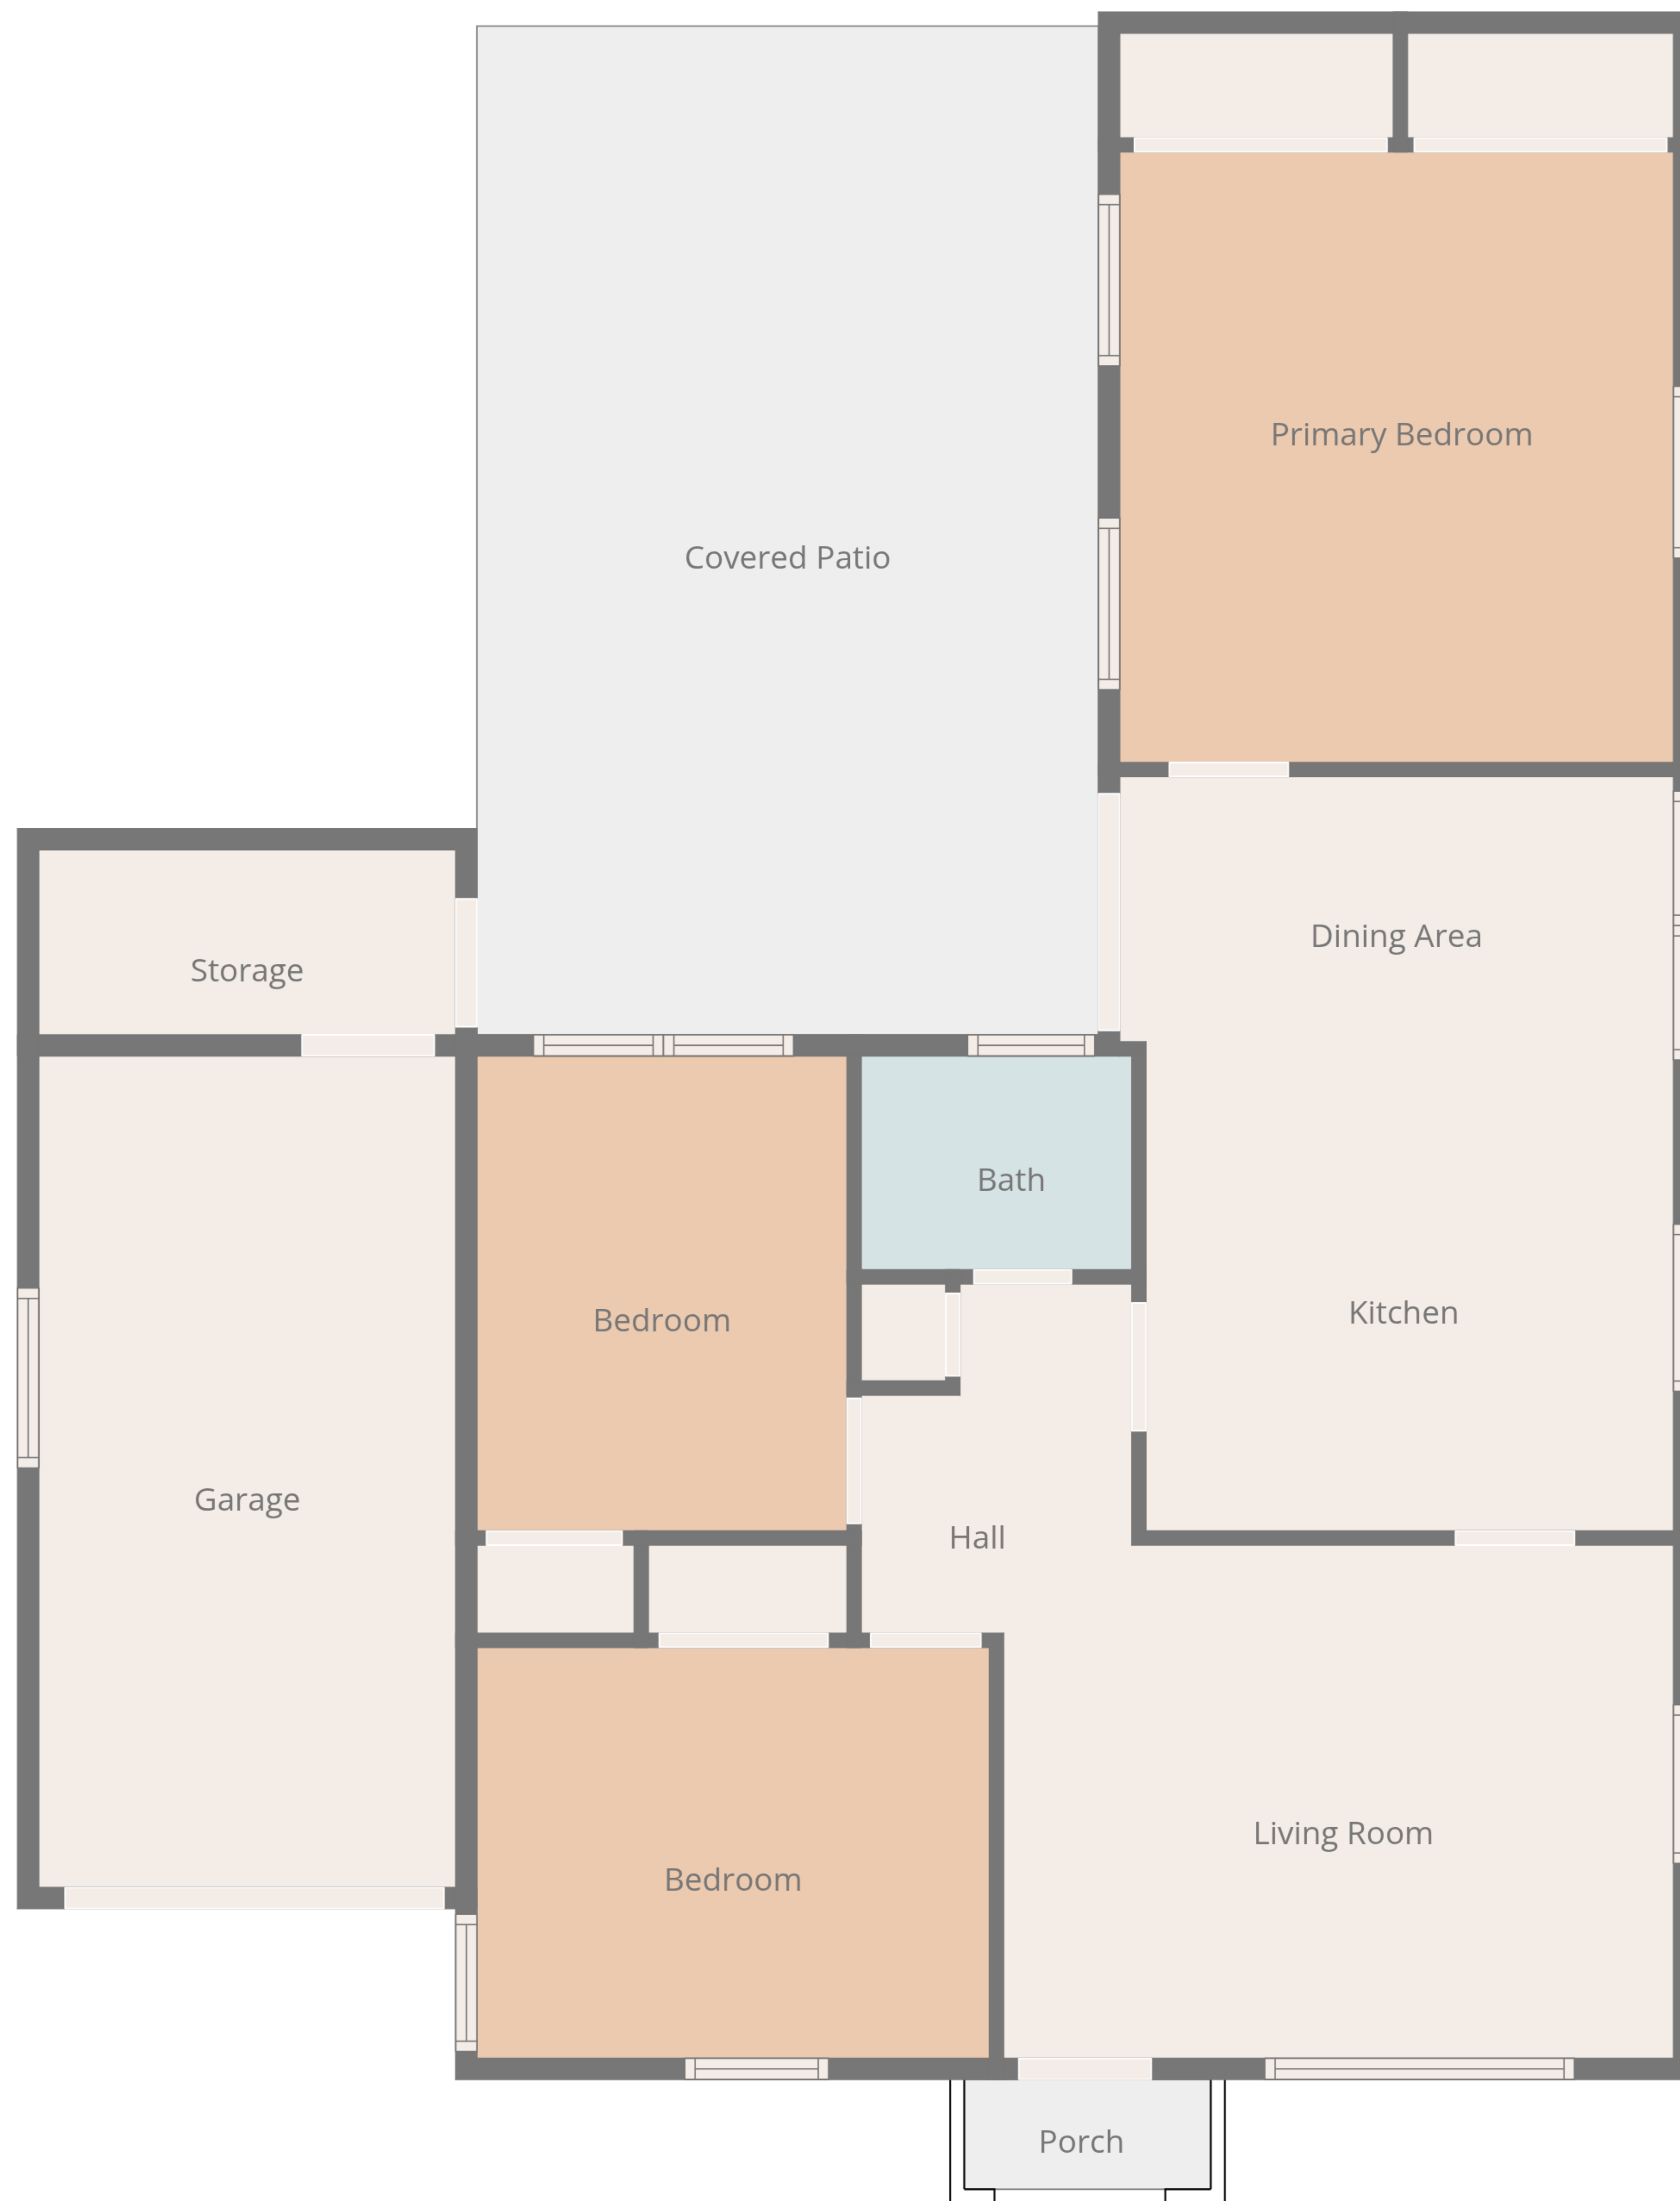 Primary Bedroom
Covered Patio
Dining Area
Storage
Bath
Kitchen
Bedroom
Garage
Hall
Living Room
Bedroom
Porch